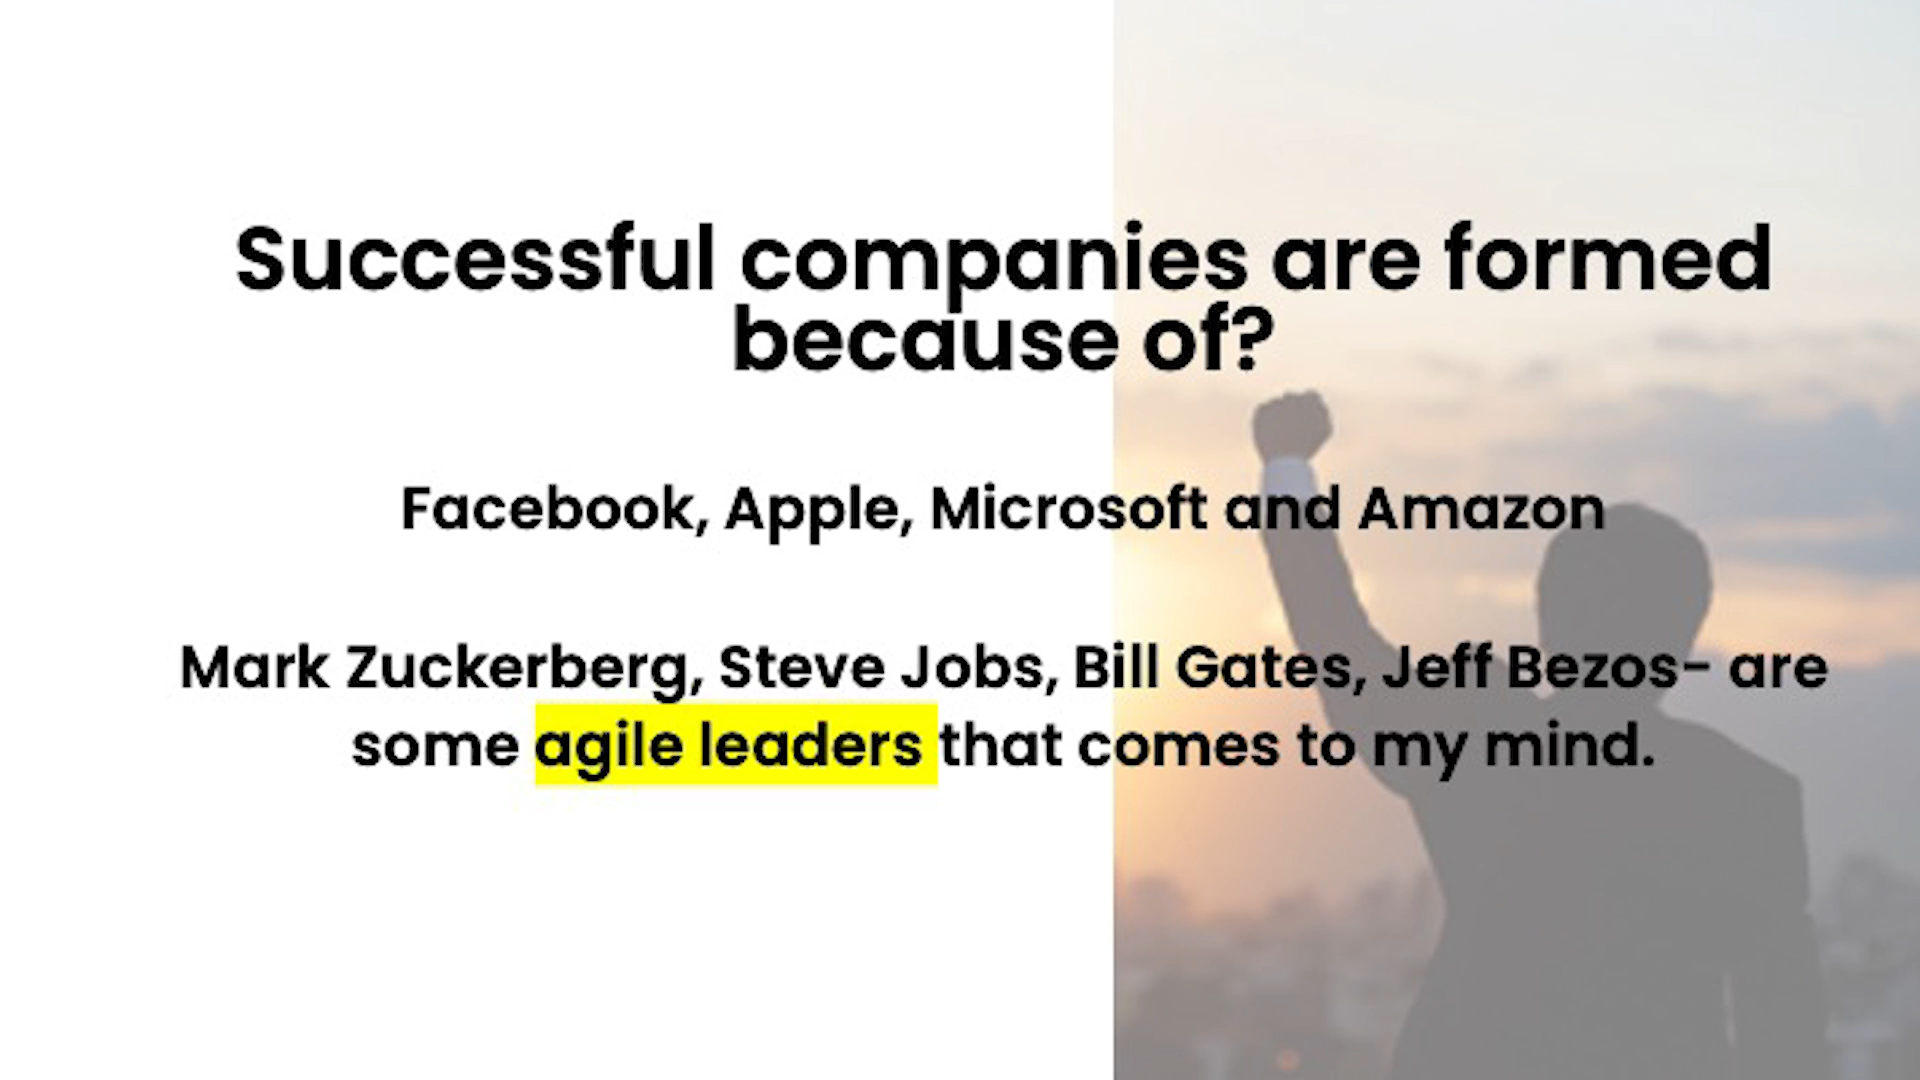 Successful companies are formed
because of?
Facebook, Apple, Microsoft and Amazon
Mark Zuckerberg, Steve Jobs, Bill Gates, Jeff Bezos- are
some agile leaders that comes to my mind.